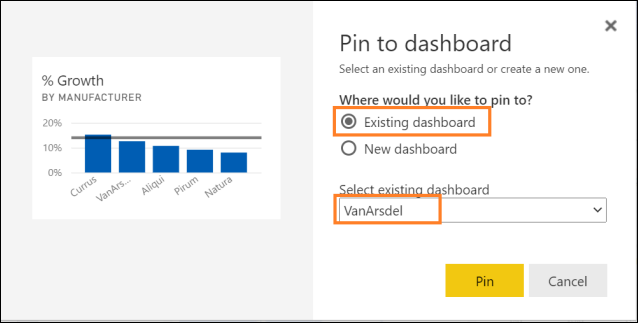 % Growth
BY MANUFACTURER
20%
10%
0%
Currus
VanArs...
Aliqui
Pirum
Natura
Pin to dashboard
Select an existing dashboard or create a new one.
Where would you like to pin to?
Existing dashboard
New dashboard
Select existing dashboard
VanArsdel
Pin
Cancel